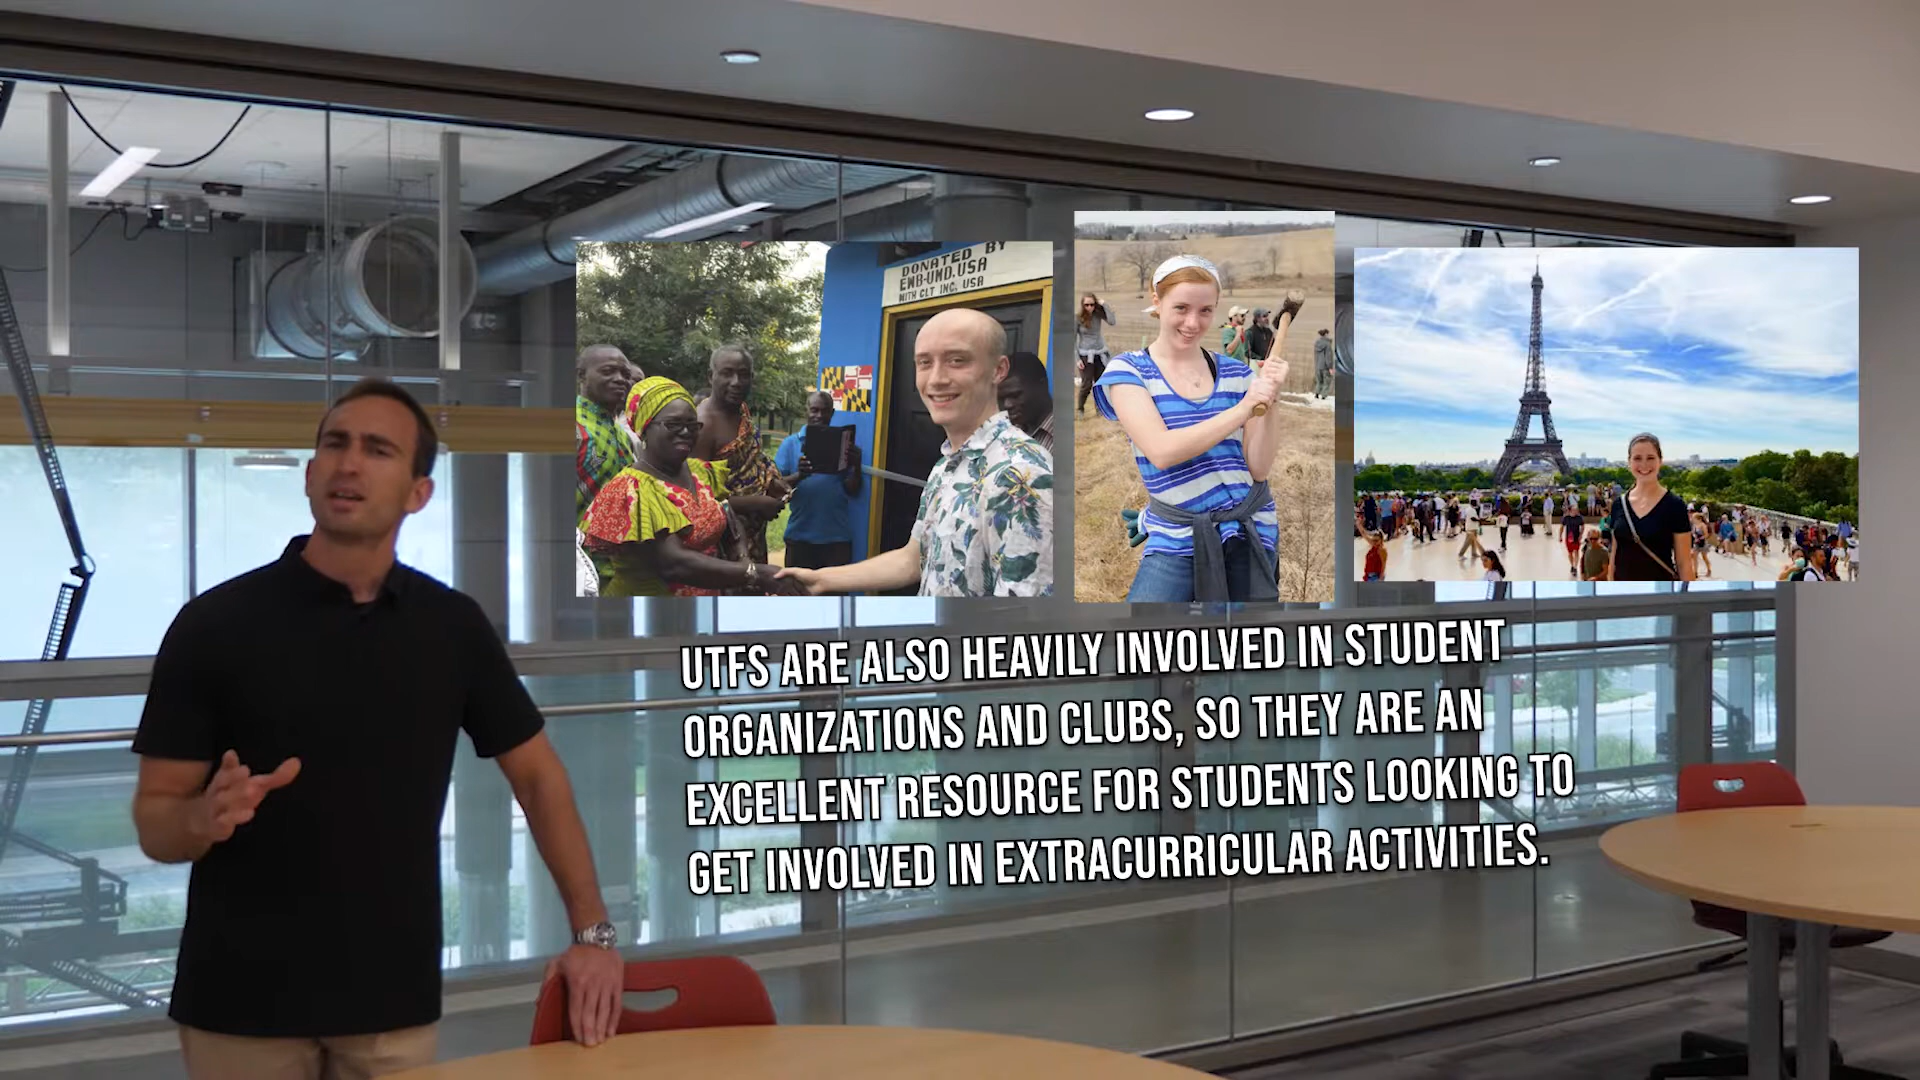 DONATED BY
EWB-UMD, USA
WITH CLT INC, USA
UTFS ARE ALSO HEAVILY INVOLVED IN STUDENT
ORGANIZATIONS AND CLUBS, SO THEY ARE AN
EXCELLENT RESOURCE FOR STUDENTS LOOKING TO
GET INVOLVED IN EXTRACURRICULAR ACTIVITIES.